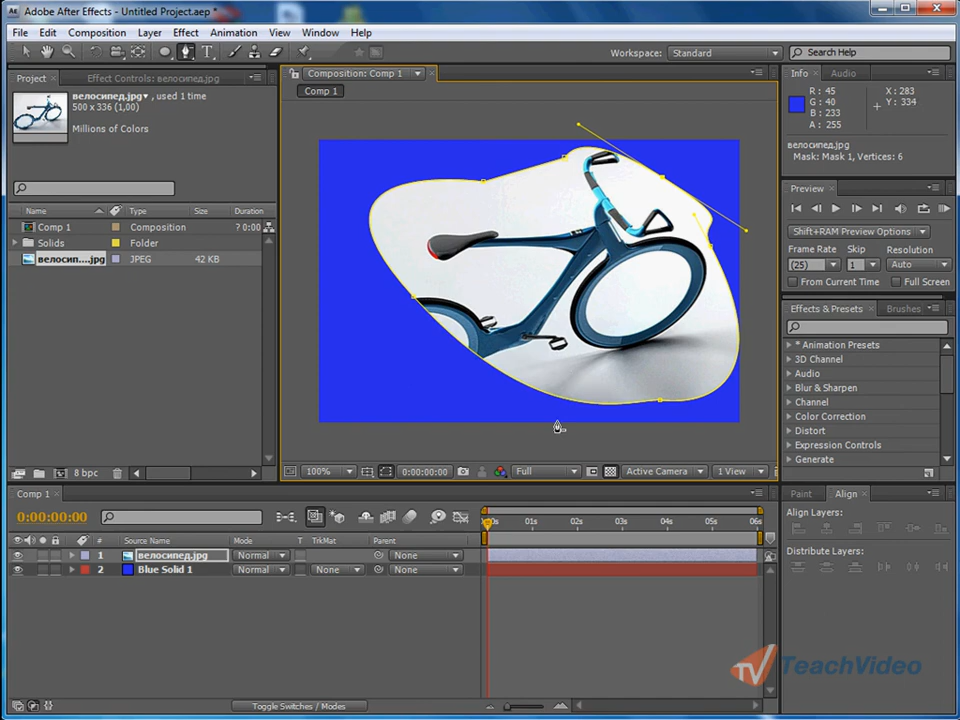 Adobe After Effects - Untitled Project.aep *
File Edit Composition Layer Effect Animation View Window Help
Workspace: Standard Search Help
Project Effect Controls: велосипед.jpg
велосипед.jpg▾, used 1 time
500 x 336 (1,00)
Millions of Colors
Name Type Size Duration
Comp 1 Composition ? 0:00
Solids Folder
велосип....jpg JPEG 42 KB
8 bpc
Composition: Comp 1
Comp 1
100% 0:00:00:00 Full Active Camera 1 View
Info Audio
R : 45 X : 283
G : 40 Y : 334
B : 233
A : 255
велосипед.jpg
Mask: Mask 1, Vertices: 6
Preview
Shift+RAM Preview Options
Frame Rate Skip Resolution
(25) 1 Auto
From Current Time Full Screen
Effects & Presets Brushes
* Animation Presets
3D Channel
Audio
Blur & Sharpen
Channel
Color Correction
Distort
Expression Controls
Generate
Comp 1
0:00:00:00
01s 02s 03s 04s 05s 06s
# Source Name Mode T TrkMat Parent
1 велосипед.jpg Normal None
2 Blue Solid 1 Normal None None
Toggle Switches / Modes
Paint Align
Align Layers:
Distribute Layers:
TV TeachVideo